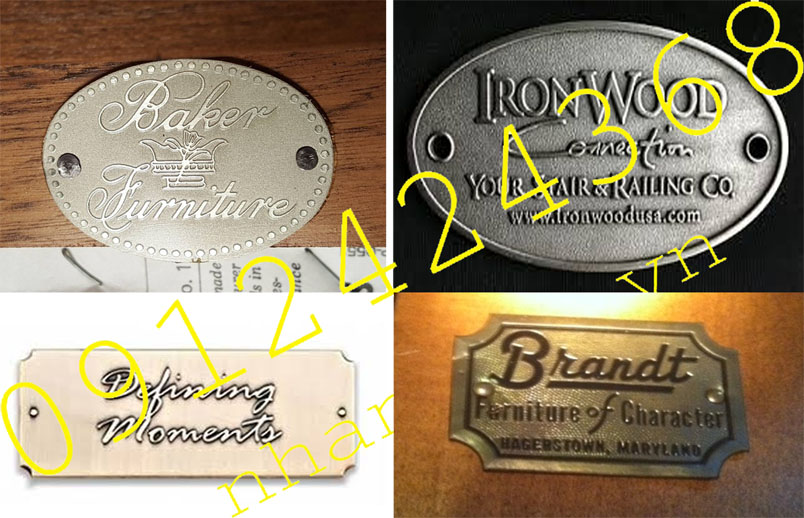 Baker
Furniture
IRONWOOD
Connection
YOUR STAIR & RAILING CO.
www.ironwoodusa.com
0912424368
vn
Defining
Moments
nhan
Brandt
Furniture of Character
HAGERSTOWN, MARYLAND